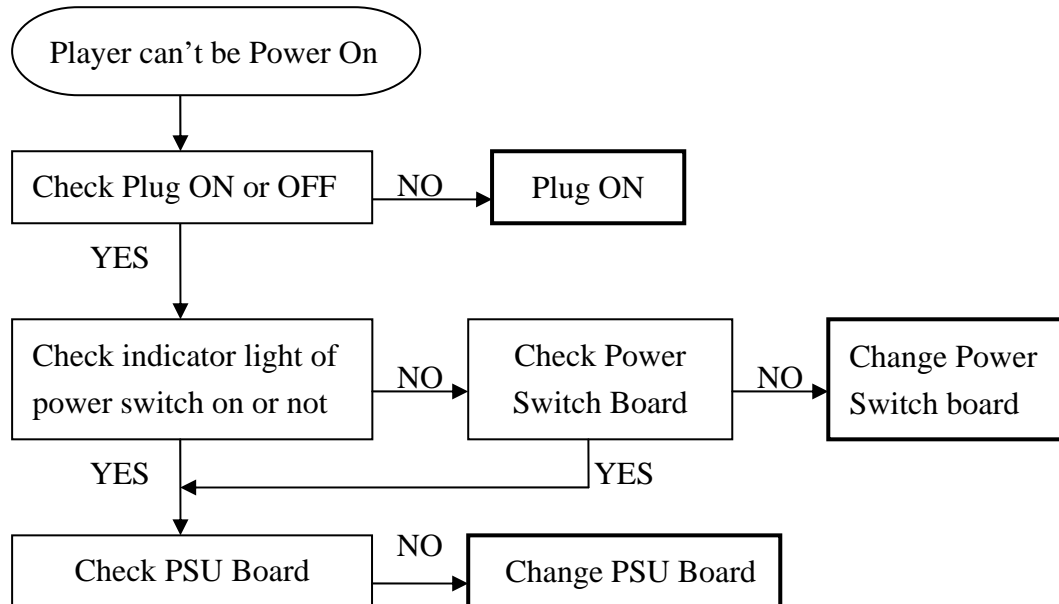 Player can’t be Power On
Check Plug ON or OFF
NO
Plug ON
YES
Check indicator light of
power switch on or not
NO
Check Power
Switch Board
NO
Change Power
Switch board
YES
YES
Check PSU Board
NO
Change PSU Board